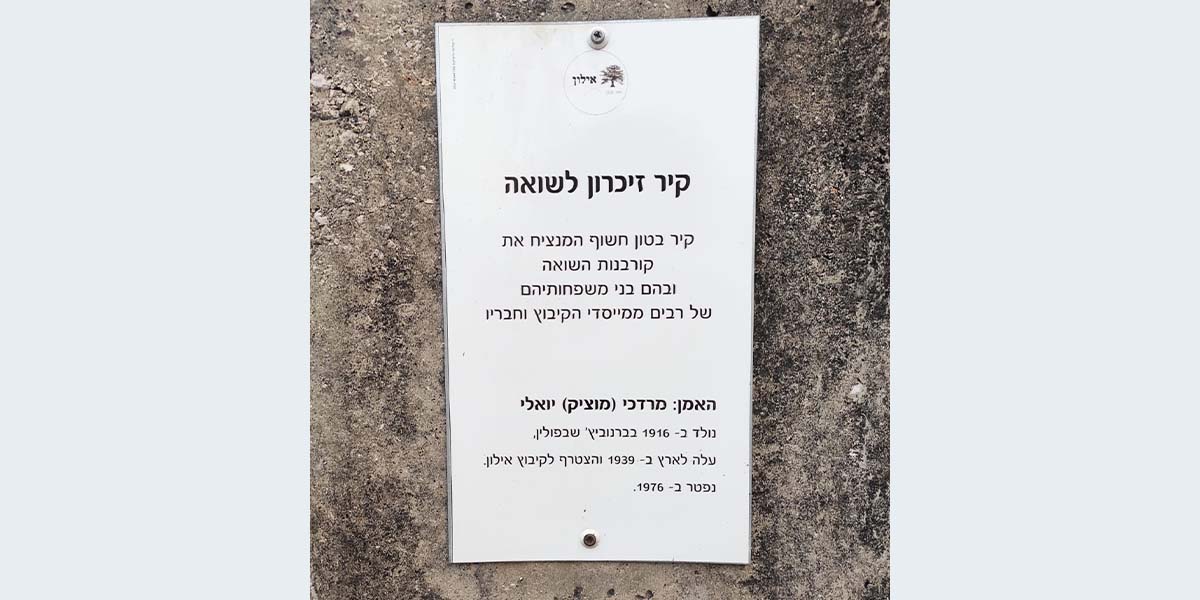 אילון
קיר זיכרון לשואה
קיר בטון חשוף המנציח את
קורבנות השואה
ובהם בני משפחותיהם
של רבים ממייסדי הקיבוץ וחבריו
האמן: מרדכי (מוציק) יואלי
נולד ב- 1916 בברנוביץ' שבפולין,
עלה לארץ ב- 1939 והצטרף לקיבוץ אילון.
נפטר ב- 1976.